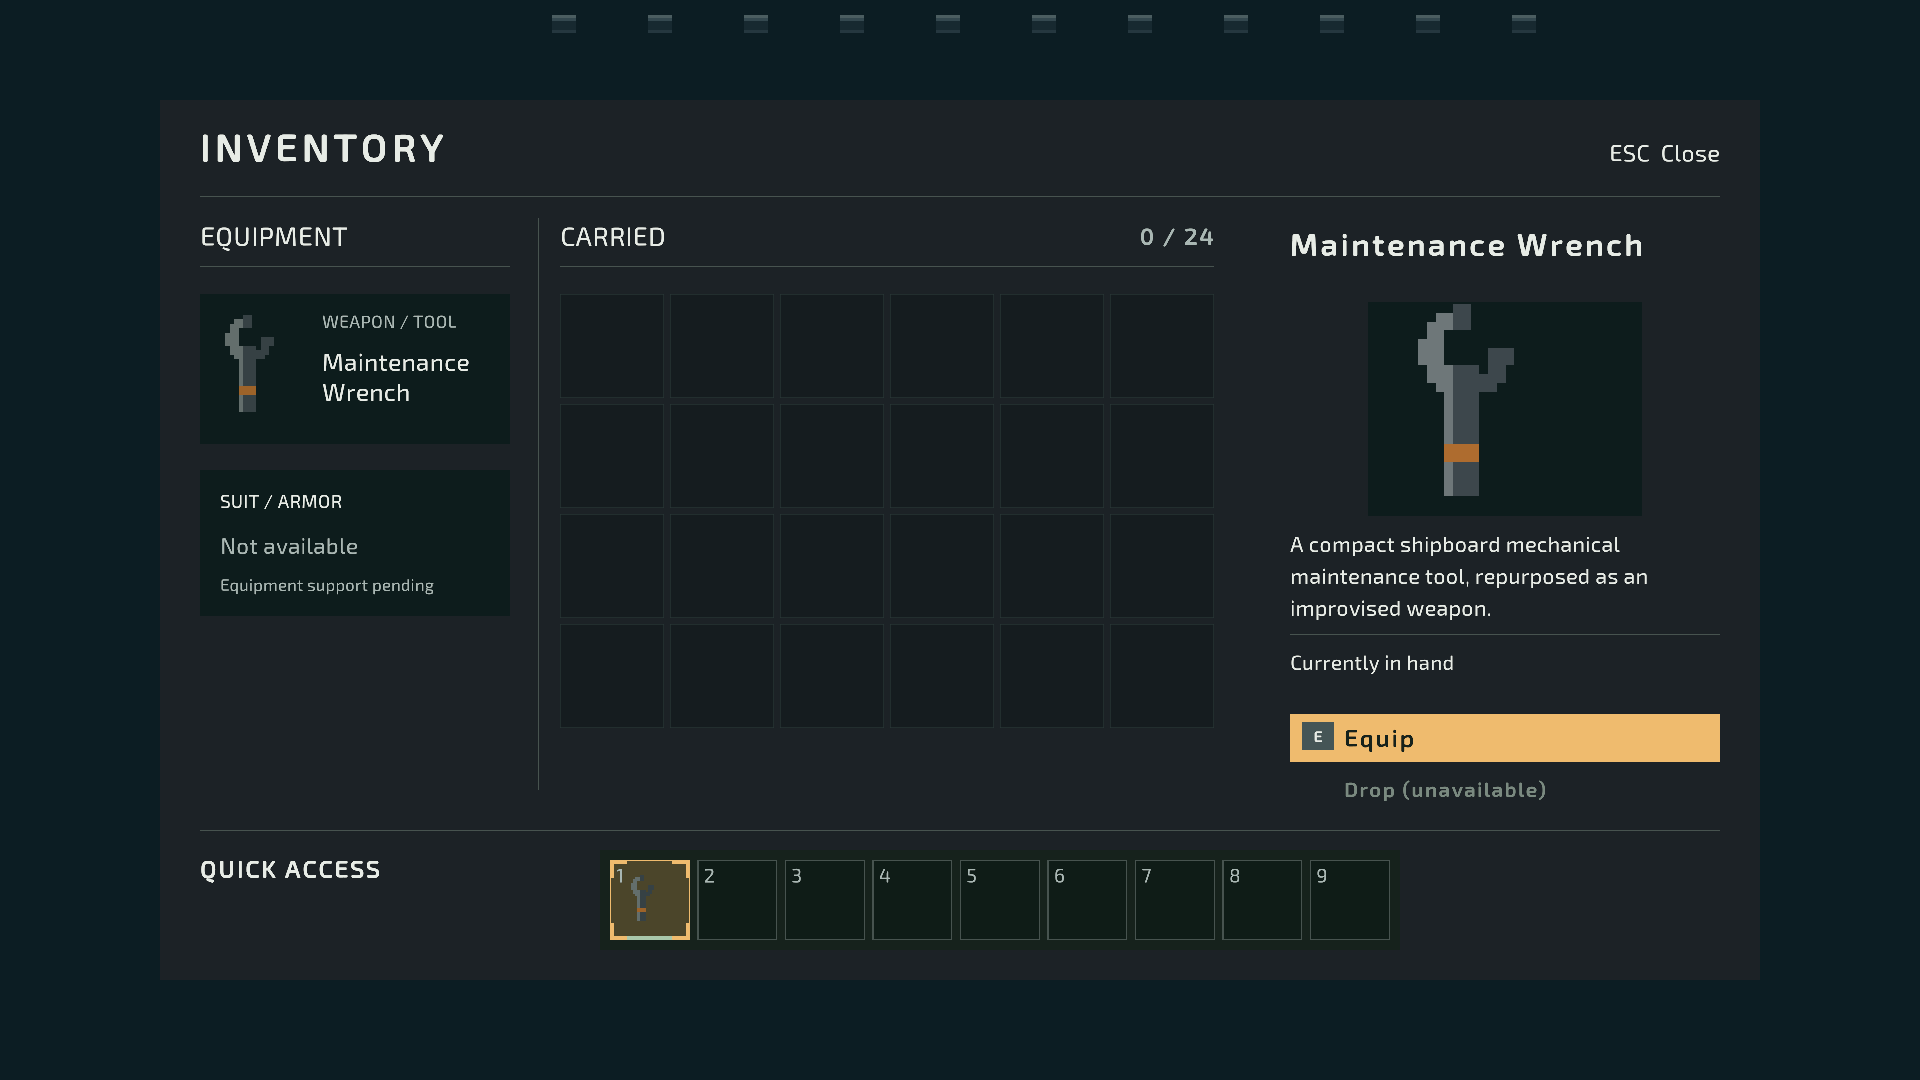 INVENTORY
ESC Close
EQUIPMENT
WEAPON / TOOL
Maintenance
Wrench
SUIT / ARMOR
Not available
Equipment support pending
CARRIED
0 / 24
Maintenance Wrench
A compact shipboard mechanical
maintenance tool, repurposed as an
improvised weapon.
Currently in hand
E Equip
Drop (unavailable)
QUICK ACCESS
1 2 3 4 5 6 7 8 9